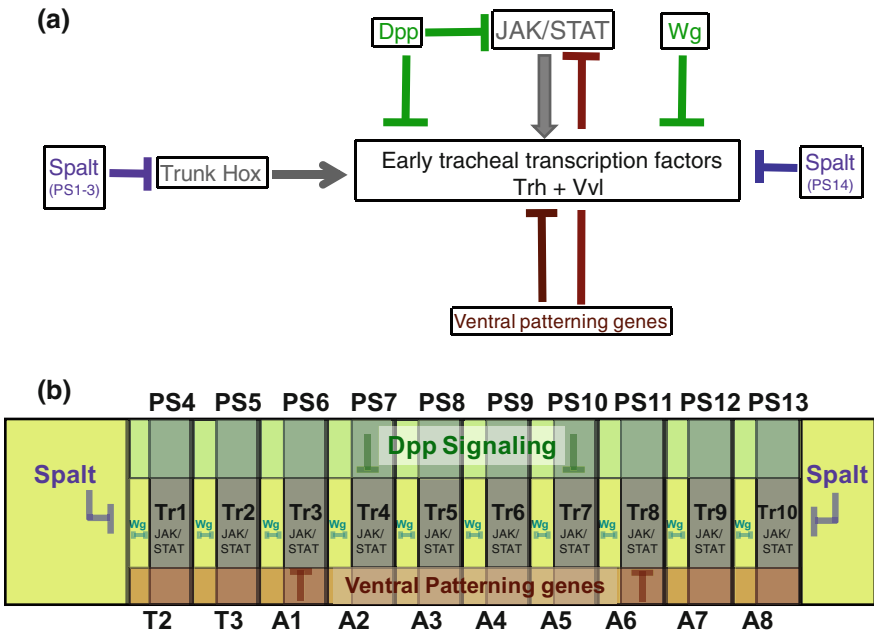 (a)
Dpp
JAK/STAT
Wg
Spalt
(PS1-3)
Trunk Hox
Early tracheal transcription factors
Trh + Vvl
Spalt
(PS14)
Ventral patterning genes
(b)
PS4 PS5 PS6 PS7 PS8 PS9 PS10 PS11 PS12 PS13
Dpp Signaling
Spalt
Spalt
Tr1 Tr2 Tr3 Tr4 Tr5 Tr6 Tr7 Tr8 Tr9 Tr10
Wg Wg Wg Wg Wg Wg Wg Wg Wg Wg
JAK/ JAK/ JAK/ JAK/ JAK/ JAK/ JAK/ JAK/ JAK/ JAK/
STAT STAT STAT STAT STAT STAT STAT STAT STAT STAT
Ventral Patterning genes
T2 T3 A1 A2 A3 A4 A5 A6 A7 A8